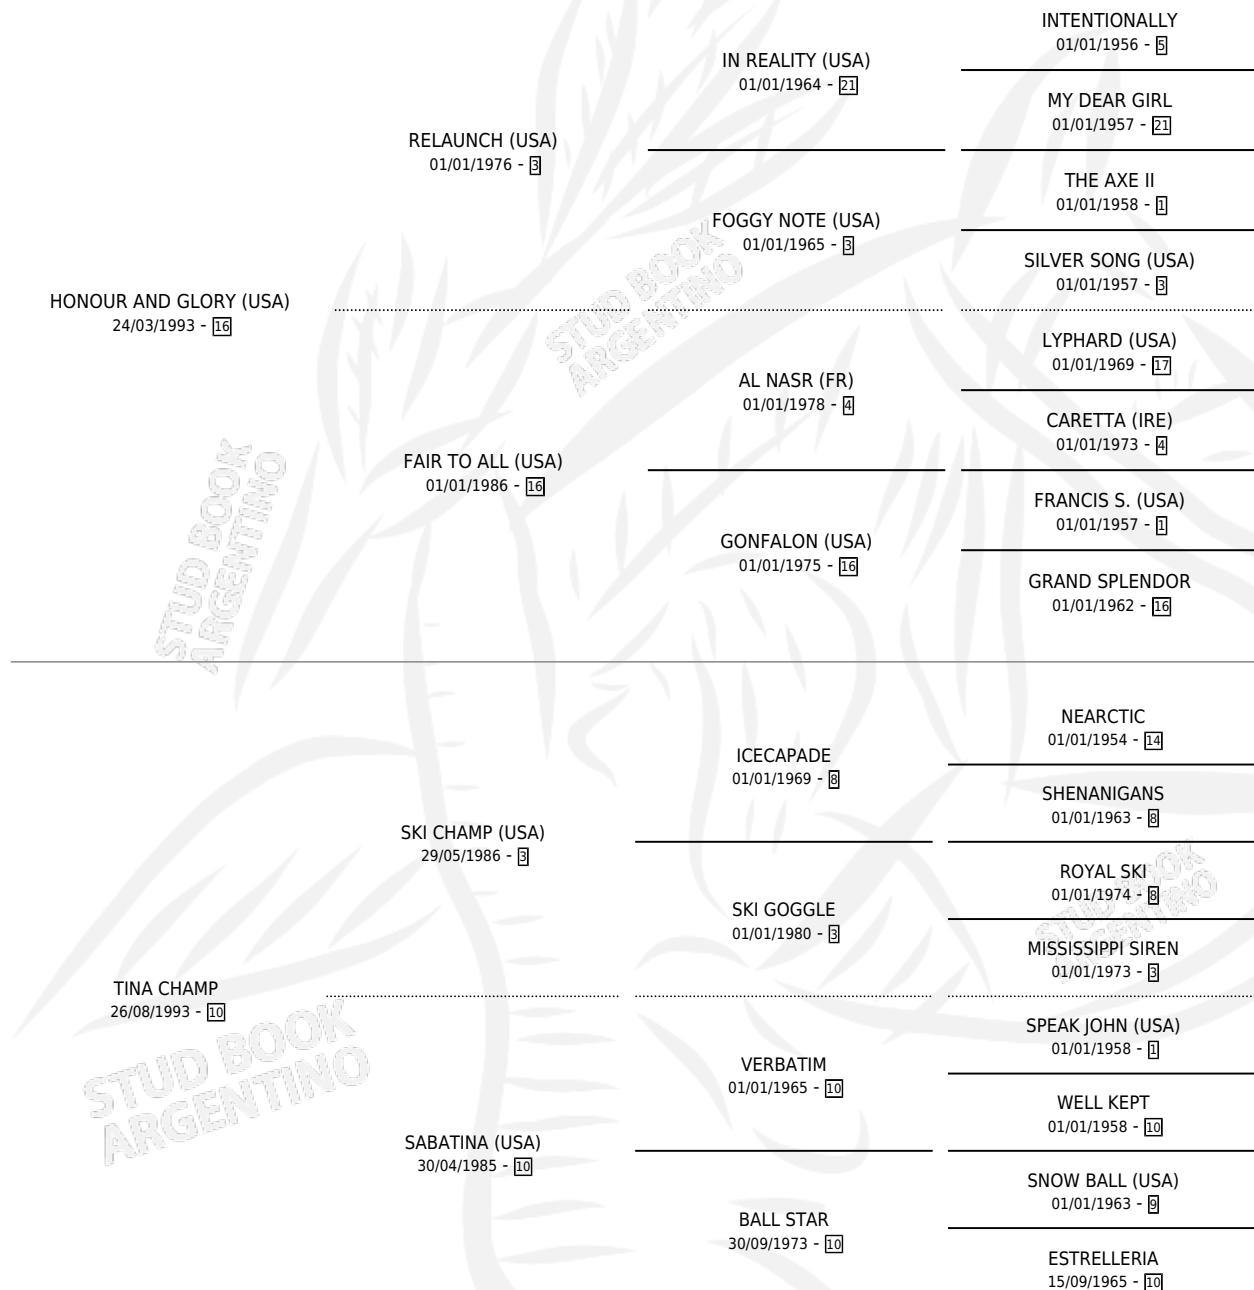 INTENTIONALLY
01/01/1956 - 5
IN REALITY (USA)
01/01/1964 - 21
MY DEAR GIRL
01/01/1957 - 21
RELAUNCH (USA)
01/01/1976 - 3
THE AXE II
01/01/1958 - 1
FOGGY NOTE (USA)
01/01/1965 - 3
SILVER SONG (USA)
01/01/1957 - 3
HONOUR AND GLORY (USA)
24/03/1993 - 16
LYPHARD (USA)
01/01/1969 - 17
AL NASR (FR)
01/01/1978 - 4
CARETTA (IRE)
01/01/1973 - 4
FAIR TO ALL (USA)
01/01/1986 - 16
FRANCIS S. (USA)
01/01/1957 - 1
GONFALON (USA)
01/01/1975 - 16
GRAND SPLENDOR
01/01/1962 - 16
NEARCTIC
01/01/1954 - 14
ICECAPADE
01/01/1969 - 8
SHENANIGANS
01/01/1963 - 8
SKI CHAMP (USA)
29/05/1986 - 3
ROYAL SKI
01/01/1974 - 8
SKI GOGGLE
01/01/1980 - 3
MISSISSIPPI SIREN
01/01/1973 - 3
TINA CHAMP
26/08/1993 - 10
SPEAK JOHN (USA)
01/01/1958 - 1
VERBATIM
01/01/1965 - 10
WELL KEPT
01/01/1958 - 10
SABATINA (USA)
30/04/1985 - 10
SNOW BALL (USA)
01/01/1963 - 9
BALL STAR
30/09/1973 - 10
ESTRELLERIA
15/09/1965 - 10
STUD BOOK
ARGENTINO
STUD BOOK
ARGENTINO
STUD BOOK
ARGENTINO
STUD BOOK
ARGENTINO